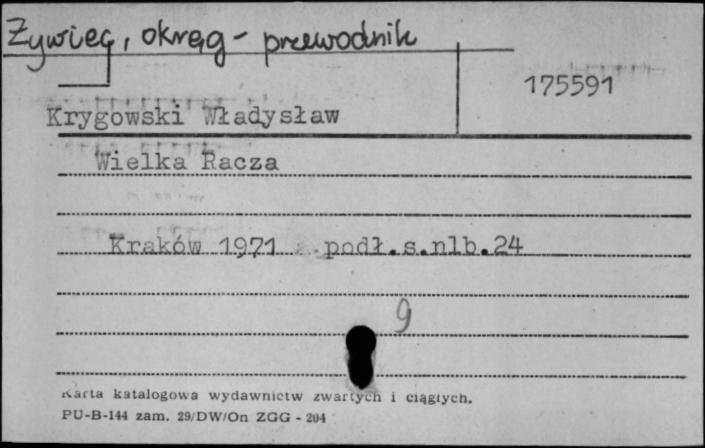 Żywiec, okręg - przewodnik
175591
Krygowski Władysław
Wielka Racza
Kraków 1971 podł.s.nlb.24
9
Karta katalogowa wydawnictw zwartych i ciągłych.
PU-B-144 zam. 29/DW/On ZGG - 204